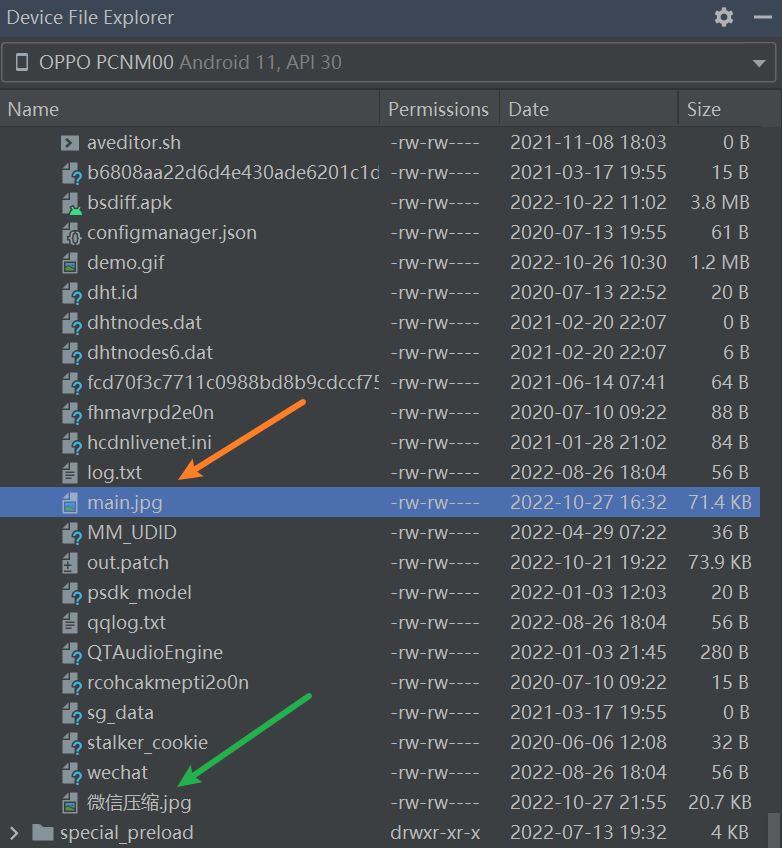 Device File Explorer
OPPO PCNM00 Android 11, API 30
Name Permissions Date Size
aveditor.sh -rw-rw---- 2021-11-08 18:03 0 B
b6808aa22d6d4e430ade6201c1d -rw-rw---- 2021-03-17 19:55 15 B
bsdiff.apk -rw-rw---- 2022-10-22 11:02 3.8 MB
configmanager.json -rw-rw---- 2020-07-13 19:55 61 B
demo.gif -rw-rw---- 2022-10-26 10:30 1.2 MB
dht.id -rw-rw---- 2020-07-13 22:52 20 B
dhtnodes.dat -rw-rw---- 2021-02-20 22:07 0 B
dhtnodes6.dat -rw-rw---- 2021-02-20 22:07 6 B
fcd70f3c7711c0988bd8b9cdccf75 -rw-rw---- 2021-06-14 07:41 64 B
fhmavrpd2e0n -rw-rw---- 2020-07-10 09:22 88 B
hcdnlivenet.ini -rw-rw---- 2021-01-28 21:02 84 B
log.txt -rw-rw---- 2022-08-26 18:04 56 B
main.jpg -rw-rw---- 2022-10-27 16:32 71.4 KB
MM_UDID -rw-rw---- 2022-04-29 07:22 36 B
out.patch -rw-rw---- 2022-10-21 19:22 73.9 KB
psdk_model -rw-rw---- 2022-01-03 12:03 20 B
qqlog.txt -rw-rw---- 2022-08-26 18:04 56 B
QTAudioEngine -rw-rw---- 2022-01-03 21:45 280 B
rcohcakmepti2o0n -rw-rw---- 2020-07-10 09:22 15 B
sg_data -rw-rw---- 2021-03-17 19:55 0 B
stalker_cookie -rw-rw---- 2020-06-06 12:08 32 B
wechat -rw-rw---- 2022-08-26 18:04 56 B
微信压缩.jpg -rw-rw---- 2022-10-27 21:55 20.7 KB
special_preload drwxr-xr-x 2022-07-13 19:32 4 KB